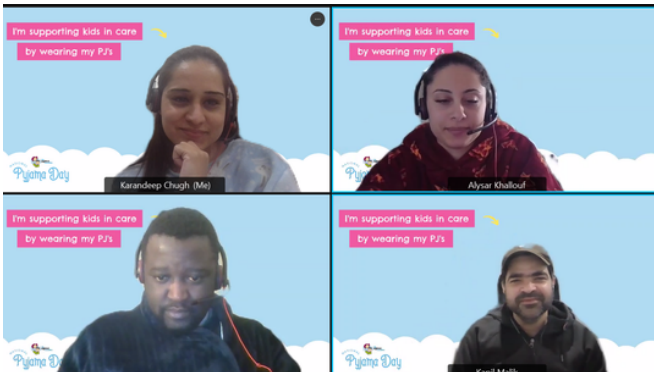 I'm supporting kids in care
by wearing my PJ's
Pyjama Day
Karandeep Chugh (Me)
I'm supporting kids in care
by wearing my PJ's
Pyjama Day
Alysar Khallouf
I'm supporting kids in care
by wearing my PJ's
Pyjama D
I'm supporting kids in care
by wearing my PJ's
Pyjama Day